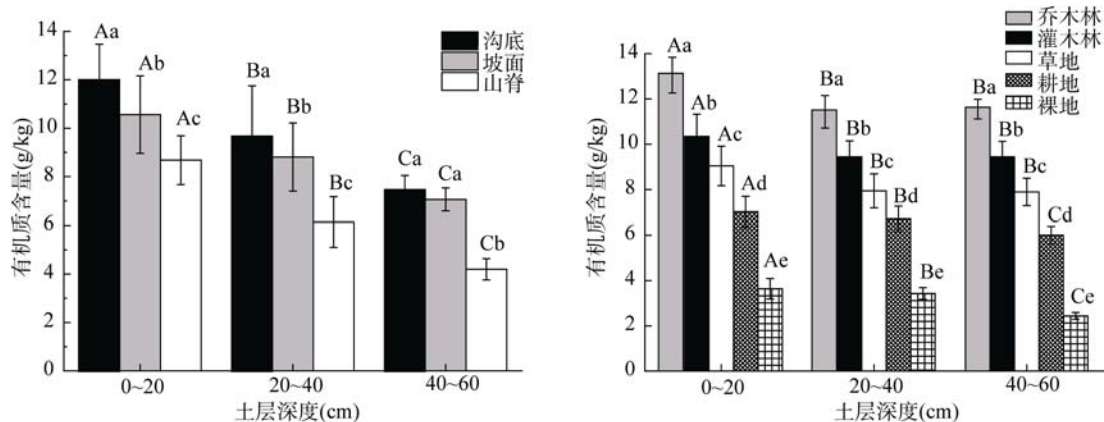 有机质含量(g/kg)
14
12
10
8
6
4
2
0
Aa
Ab
Ac
Ba
Bb
Bc
Ca
Ca
Cb
沟底
坡面
山脊
0~20
20~40
40~60
土层深度(cm)
有机质含量(g/kg)
14
12
10
8
6
4
2
0
Aa
Ab
Ac
Ad
Ae
Ba
Bb
Bc
Bd
Be
Ba
Bb
Bc
Cd
Ce
乔木林
灌木林
草地
耕地
裸地
0~20
20~40
40~60
土层深度(cm)